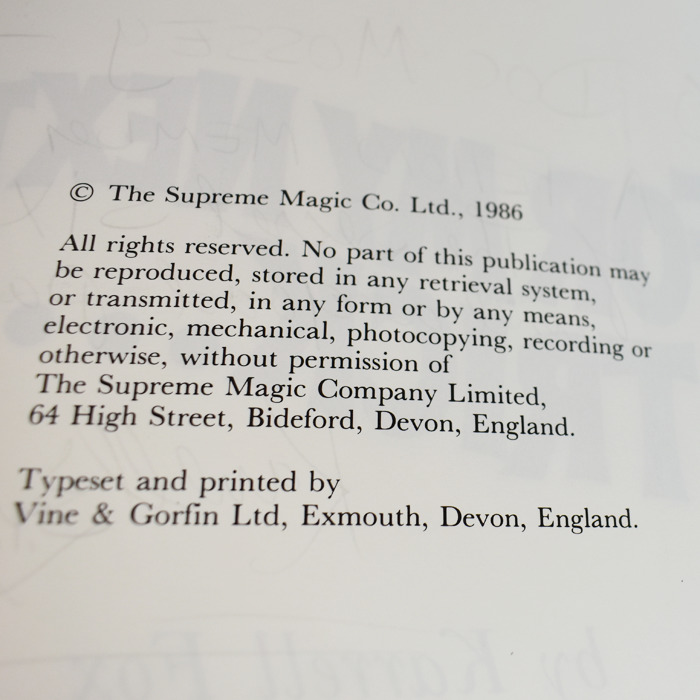 © The Supreme Magic Co. Ltd., 1986
All rights reserved. No part of this publication may
be reproduced, stored in any retrieval system,
or transmitted, in any form or by any means,
electronic, mechanical, photocopying, recording or
otherwise, without permission of
The Supreme Magic Company Limited,
64 High Street, Bideford, Devon, England.
Typeset and printed by
Vine & Gorfin Ltd, Exmouth, Devon, England.
by Karrell Fox